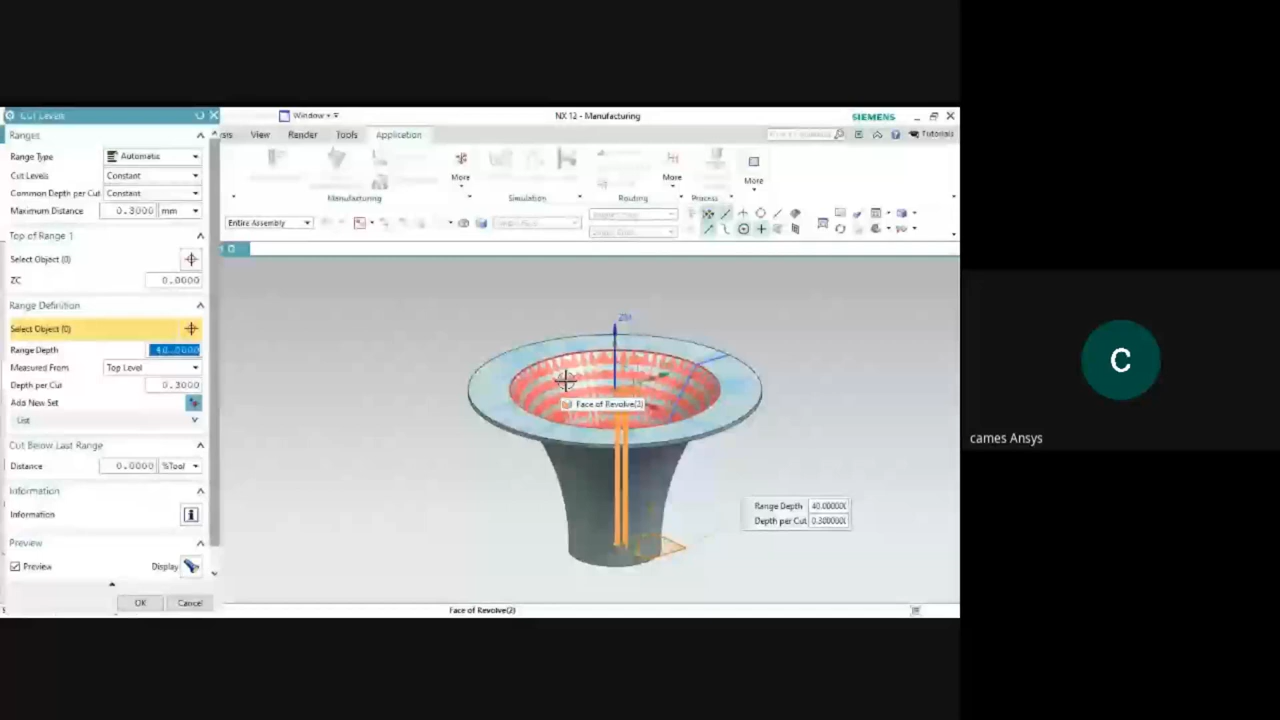 Cut Levels
Window
NX 12 - Manufacturing
SIEMENS
View
Render
Tools
Application
Tutorials
Ranges
Range Type
Automatic
Cut Levels
Constant
Common Depth per Cut
Constant
Maximum Distance
0.3000
mm
More
More
More
Manufacturing
Simulation
Routing
Process
Entire Assembly
Top of Range 1
Select Object (0)
ZC
0.0000
Range Definition
Select Object (0)
Range Depth
40.0000
Measured From
Top Level
Depth per Cut
0.3000
Add New Set
List
Cut Below Last Range
Distance
0.0000
%Tool
Information
Information
Preview
Preview
Display
OK
Cancel
ZM
Face of Revolve(2)
Range Depth
40.00000
Depth per Cut
0.300000
Face of Revolve(2)
C
cames Ansys